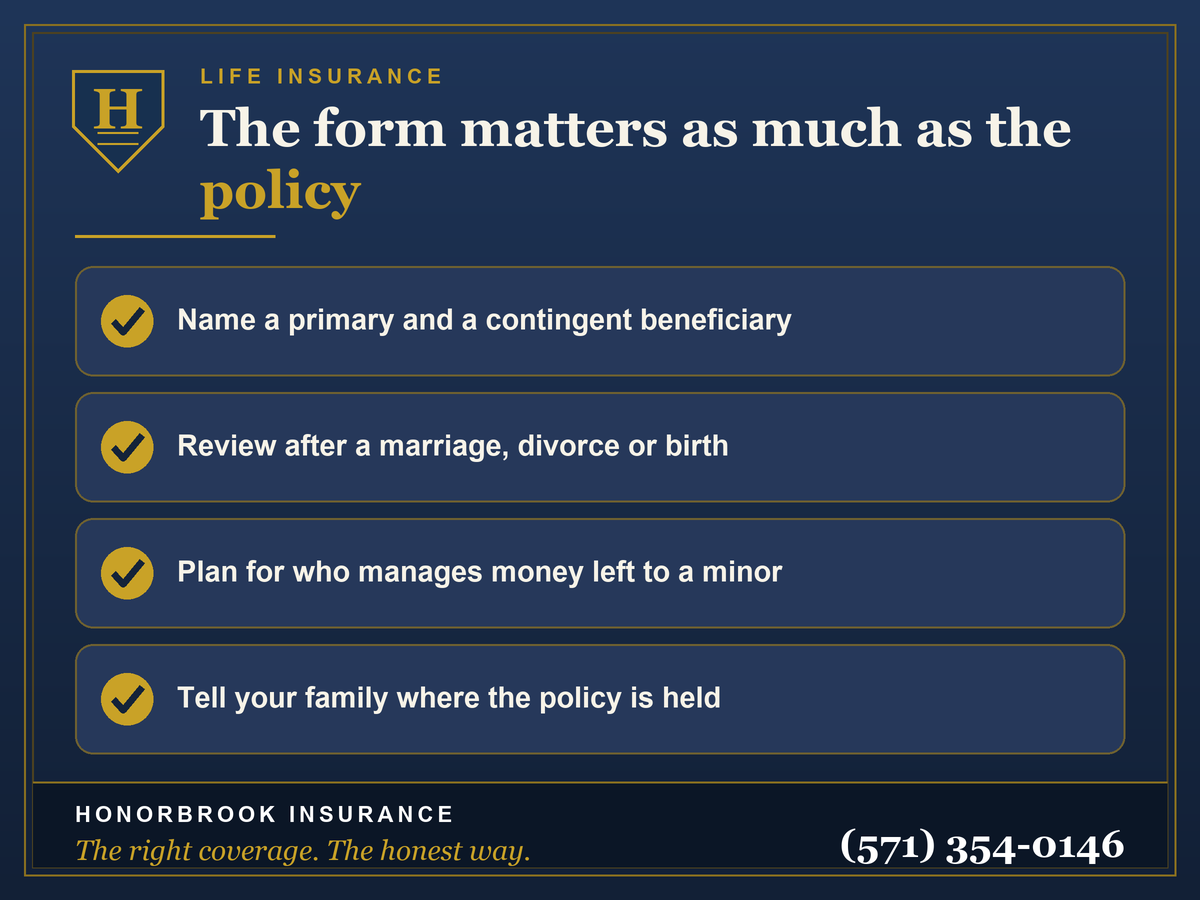 H
LIFE INSURANCE
The form matters as much as the
policy
Name a primary and a contingent beneficiary
Review after a marriage, divorce or birth
Plan for who manages money left to a minor
Tell your family where the policy is held
HONORBROOK INSURANCE
The right coverage. The honest way.
(571) 354-0146